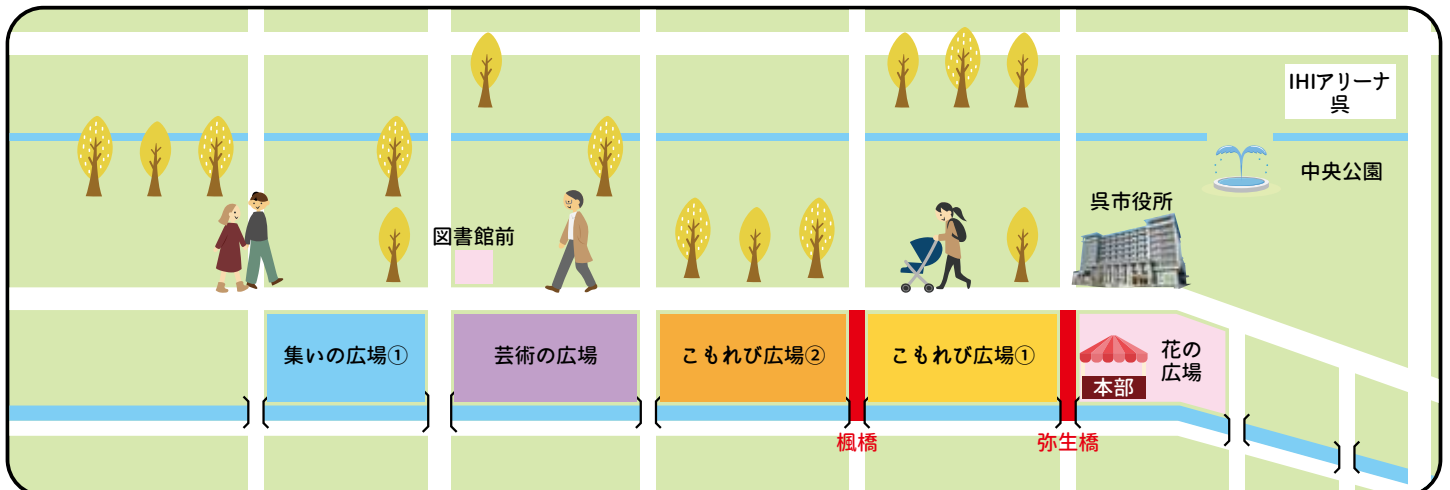 IHIアリーナ
呉
中央公園
呉市役所
図書館前
集いの広場①
芸術の広場
こもれび広場②
こもれび広場①
花の
広場
本部
楓橋
弥生橋